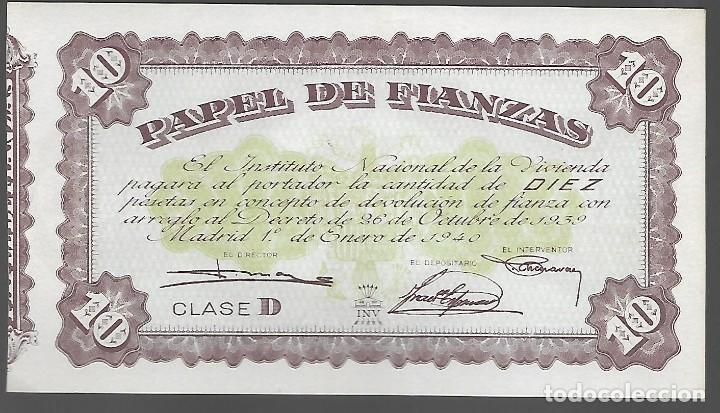 10 10
PAPEL DE FIANZAS
El Instituto Nacional de la Vivienda
pagará al portador la cantidad de DIEZ
pesetas en concepto de devolución de fianza con
arreglo al Decreto de 26 de Octubre de 1939
Madrid 1º de Enero de 1940
EL DIRECTOR
EL DEPOSITARIO
EL INTERVENTOR
CLASE D
INV
10 10
todocoleccion
todocoleccion.net